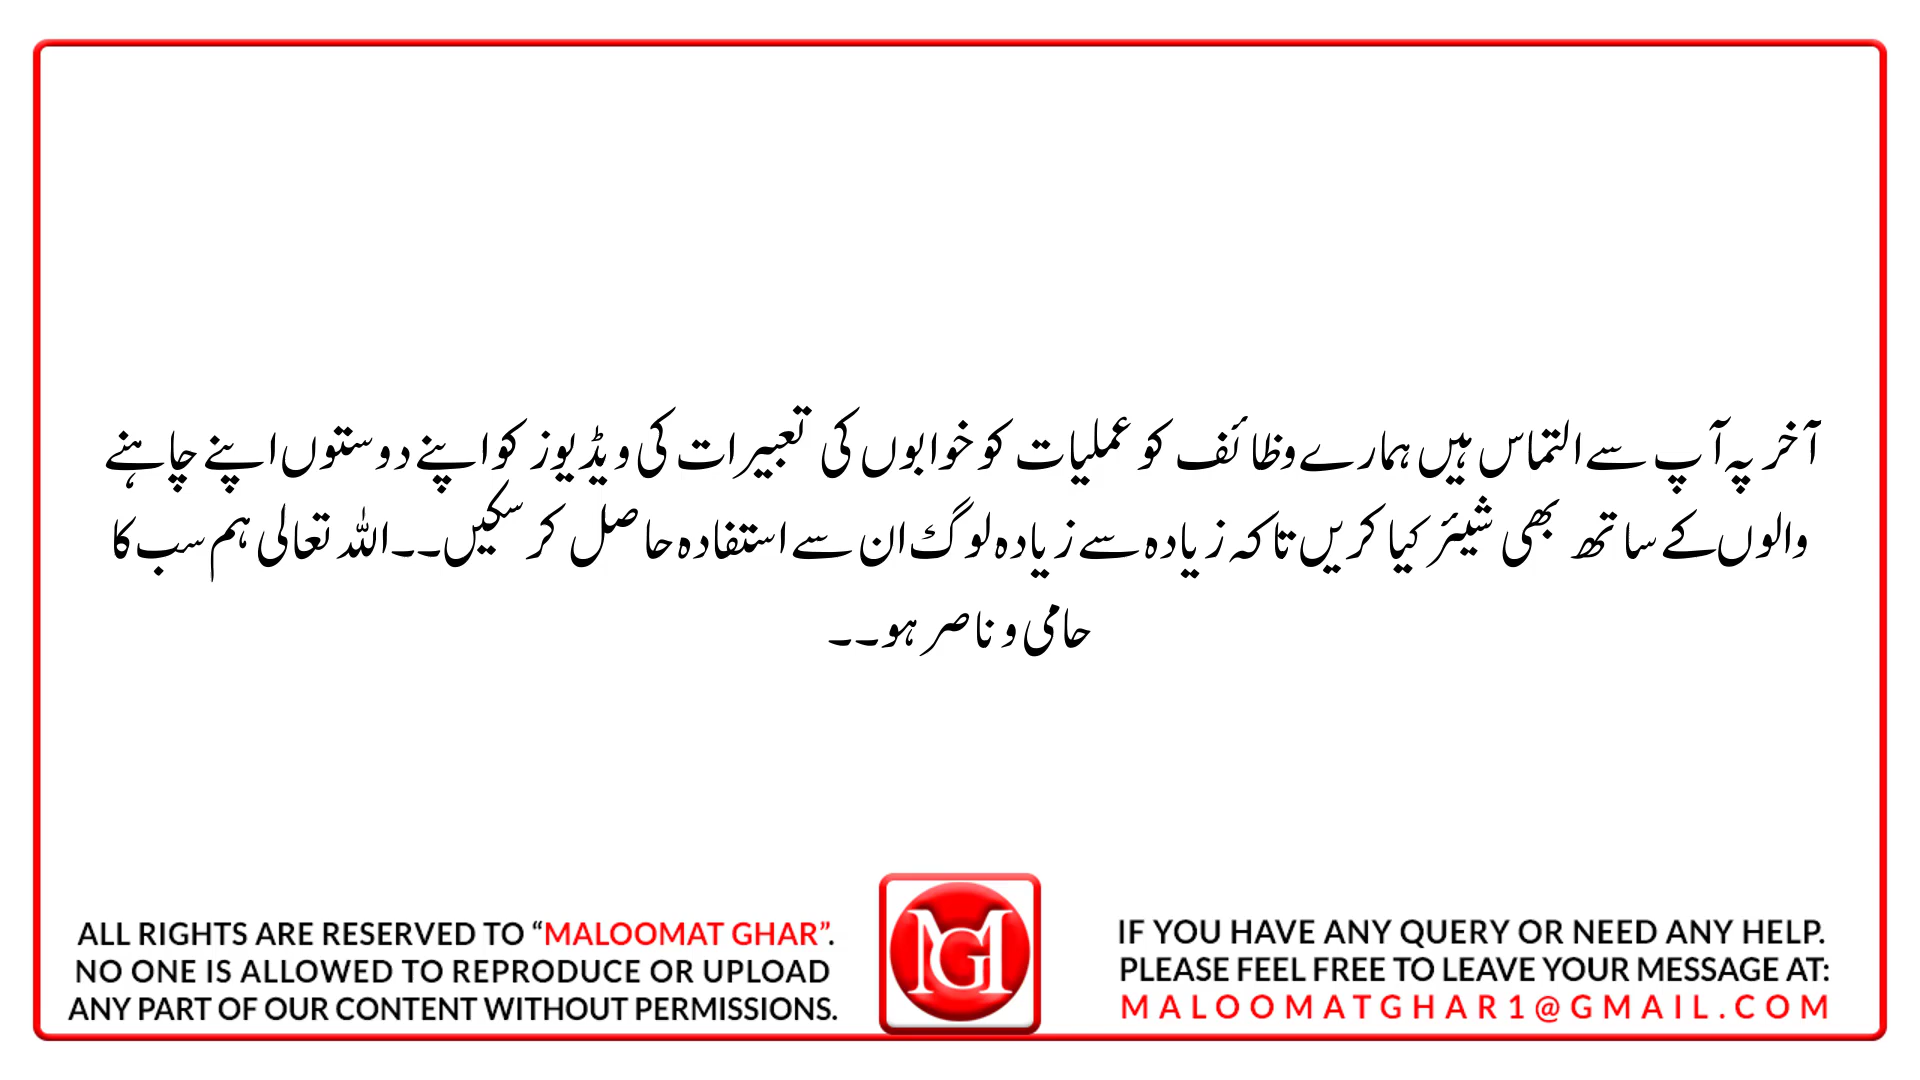 آخر پہ آپ سے التماس ہیں ہمارے وظائف کو عملیات کو خوابوں کی تعبیرات کی ویڈیوز کو اپنے دوستوں اپنے چاہنے
والوں کے ساتھ بھی شیئر کیا کریں تاکہ زیادہ سے زیادہ لوگ ان سے استفادہ حاصل کر سکیں۔۔اللہ تعالی ہم سب کا
حامی و ناصر ہو۔۔
ALL RIGHTS ARE RESERVED TO “MALOOMAT GHAR”.
NO ONE IS ALLOWED TO REPRODUCE OR UPLOAD
ANY PART OF OUR CONTENT WITHOUT PERMISSIONS.
MG
IF YOU HAVE ANY QUERY OR NEED ANY HELP.
PLEASE FEEL FREE TO LEAVE YOUR MESSAGE AT:
MALOOMATGHAR1@GMAIL.COM